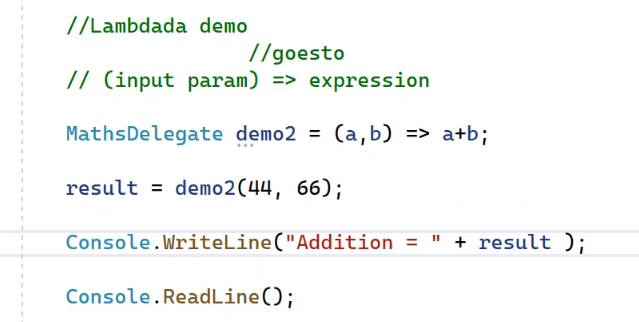 //Lambdada demo
//goesto
// (input param) => expression
MathsDelegate demo2 = (a,b) => a+b;
result = demo2(44, 66);
Console.WriteLine("Addition = " + result );
Console.ReadLine();